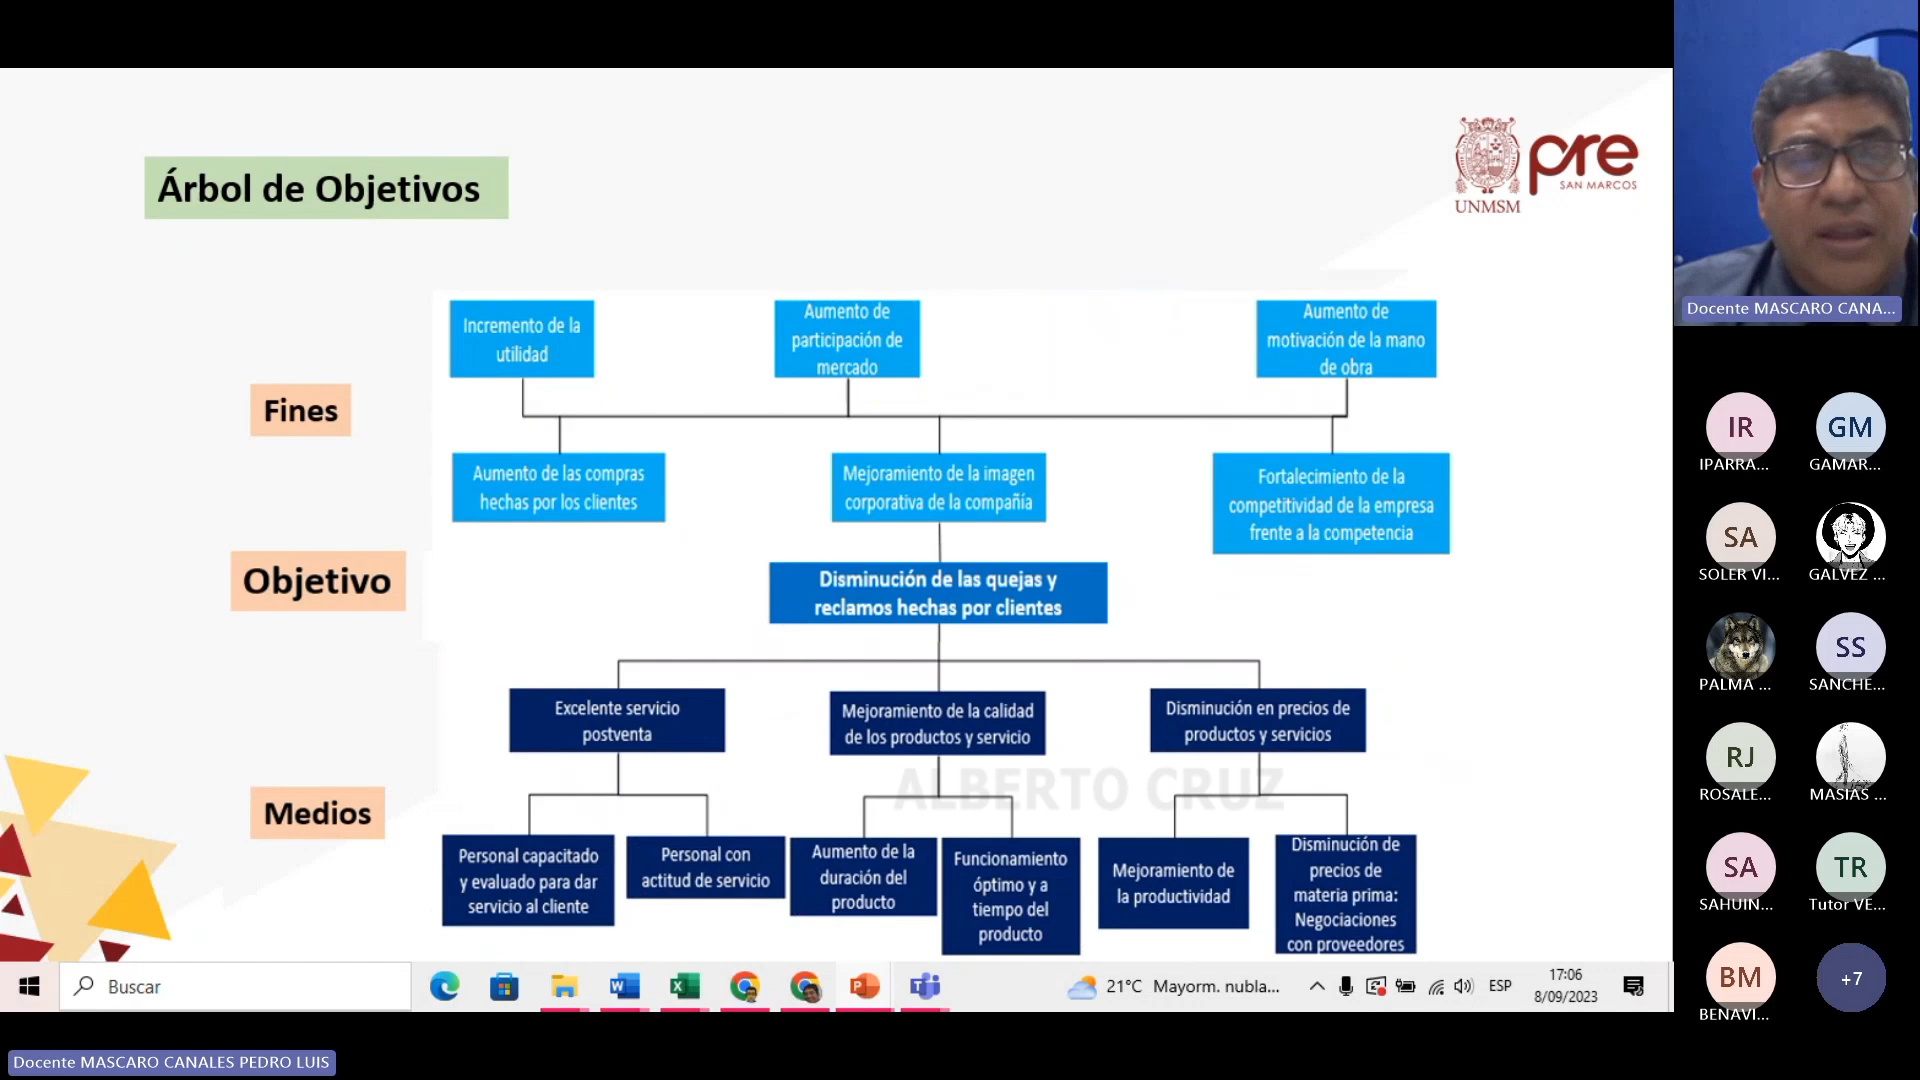 Árbol de Objetivos
UNMSM
pre
SAN MARCOS
Fines
Incremento de la
utilidad
Aumento de
participación de
mercado
Aumento de
motivación de la mano
de obra
Aumento de las compras
hechas por los clientes
Mejoramiento de la imagen
corporativa de la compañía
Fortalecimiento de la
competitividad de la empresa
frente a la competencia
Objetivo
Disminución de las quejas y
reclamos hechas por clientes
Medios
Excelente servicio
postventa
Mejoramiento de la calidad
de los productos y servicio
Disminución en precios de
productos y servicios
ALBERTO CRUZ
Personal capacitado
y evaluado para dar
servicio al cliente
Personal con
actitud de servicio
Aumento de la
duración del
producto
Funcionamiento
óptimo y a
tiempo del
producto
Mejoramiento de
la productividad
Disminución de
precios de
materia prima:
Negociaciones
con proveedores
Buscar
21°C Mayorm. nubla...
ESP
17:06
8/09/2023
Docente MASCARO CANALES PEDRO LUIS
Docente MASCARO CANA...
IR
IPARRA...
GM
GAMAR...
SA
SOLER VI...
GALVEZ ...
PALMA ...
SS
SANCHE...
RJ
ROSALE...
MASIAS ...
SA
SAHUIN...
TR
Tutor VE...
BM
BENAVI...
+7